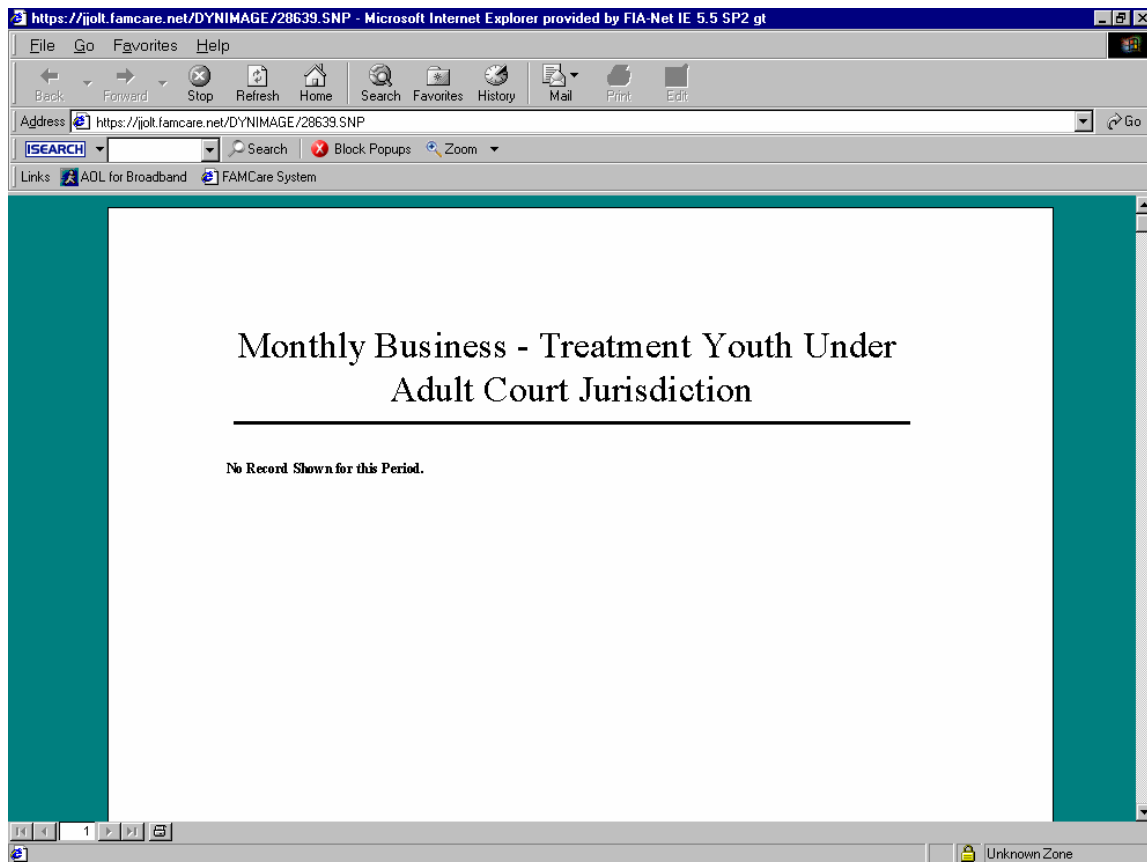 https://jjolt.famcare.net/DYNIMAGE/28639.SNP - Microsoft Internet Explorer provided by FIA-Net IE 5.5 SP2 gt
File Go Favorites Help
Back Forward Stop Refresh Home Search Favorites History Mail Print Edit
Address https://jjolt.famcare.net/DYNIMAGE/28639.SNP Go
ISEARCH Search Block Popups Zoom
Links AOL for Broadband FAMCare System
Monthly Business - Treatment Youth Under
Adult Court Jurisdiction
No Record Shown for this Period.
1
Unknown Zone